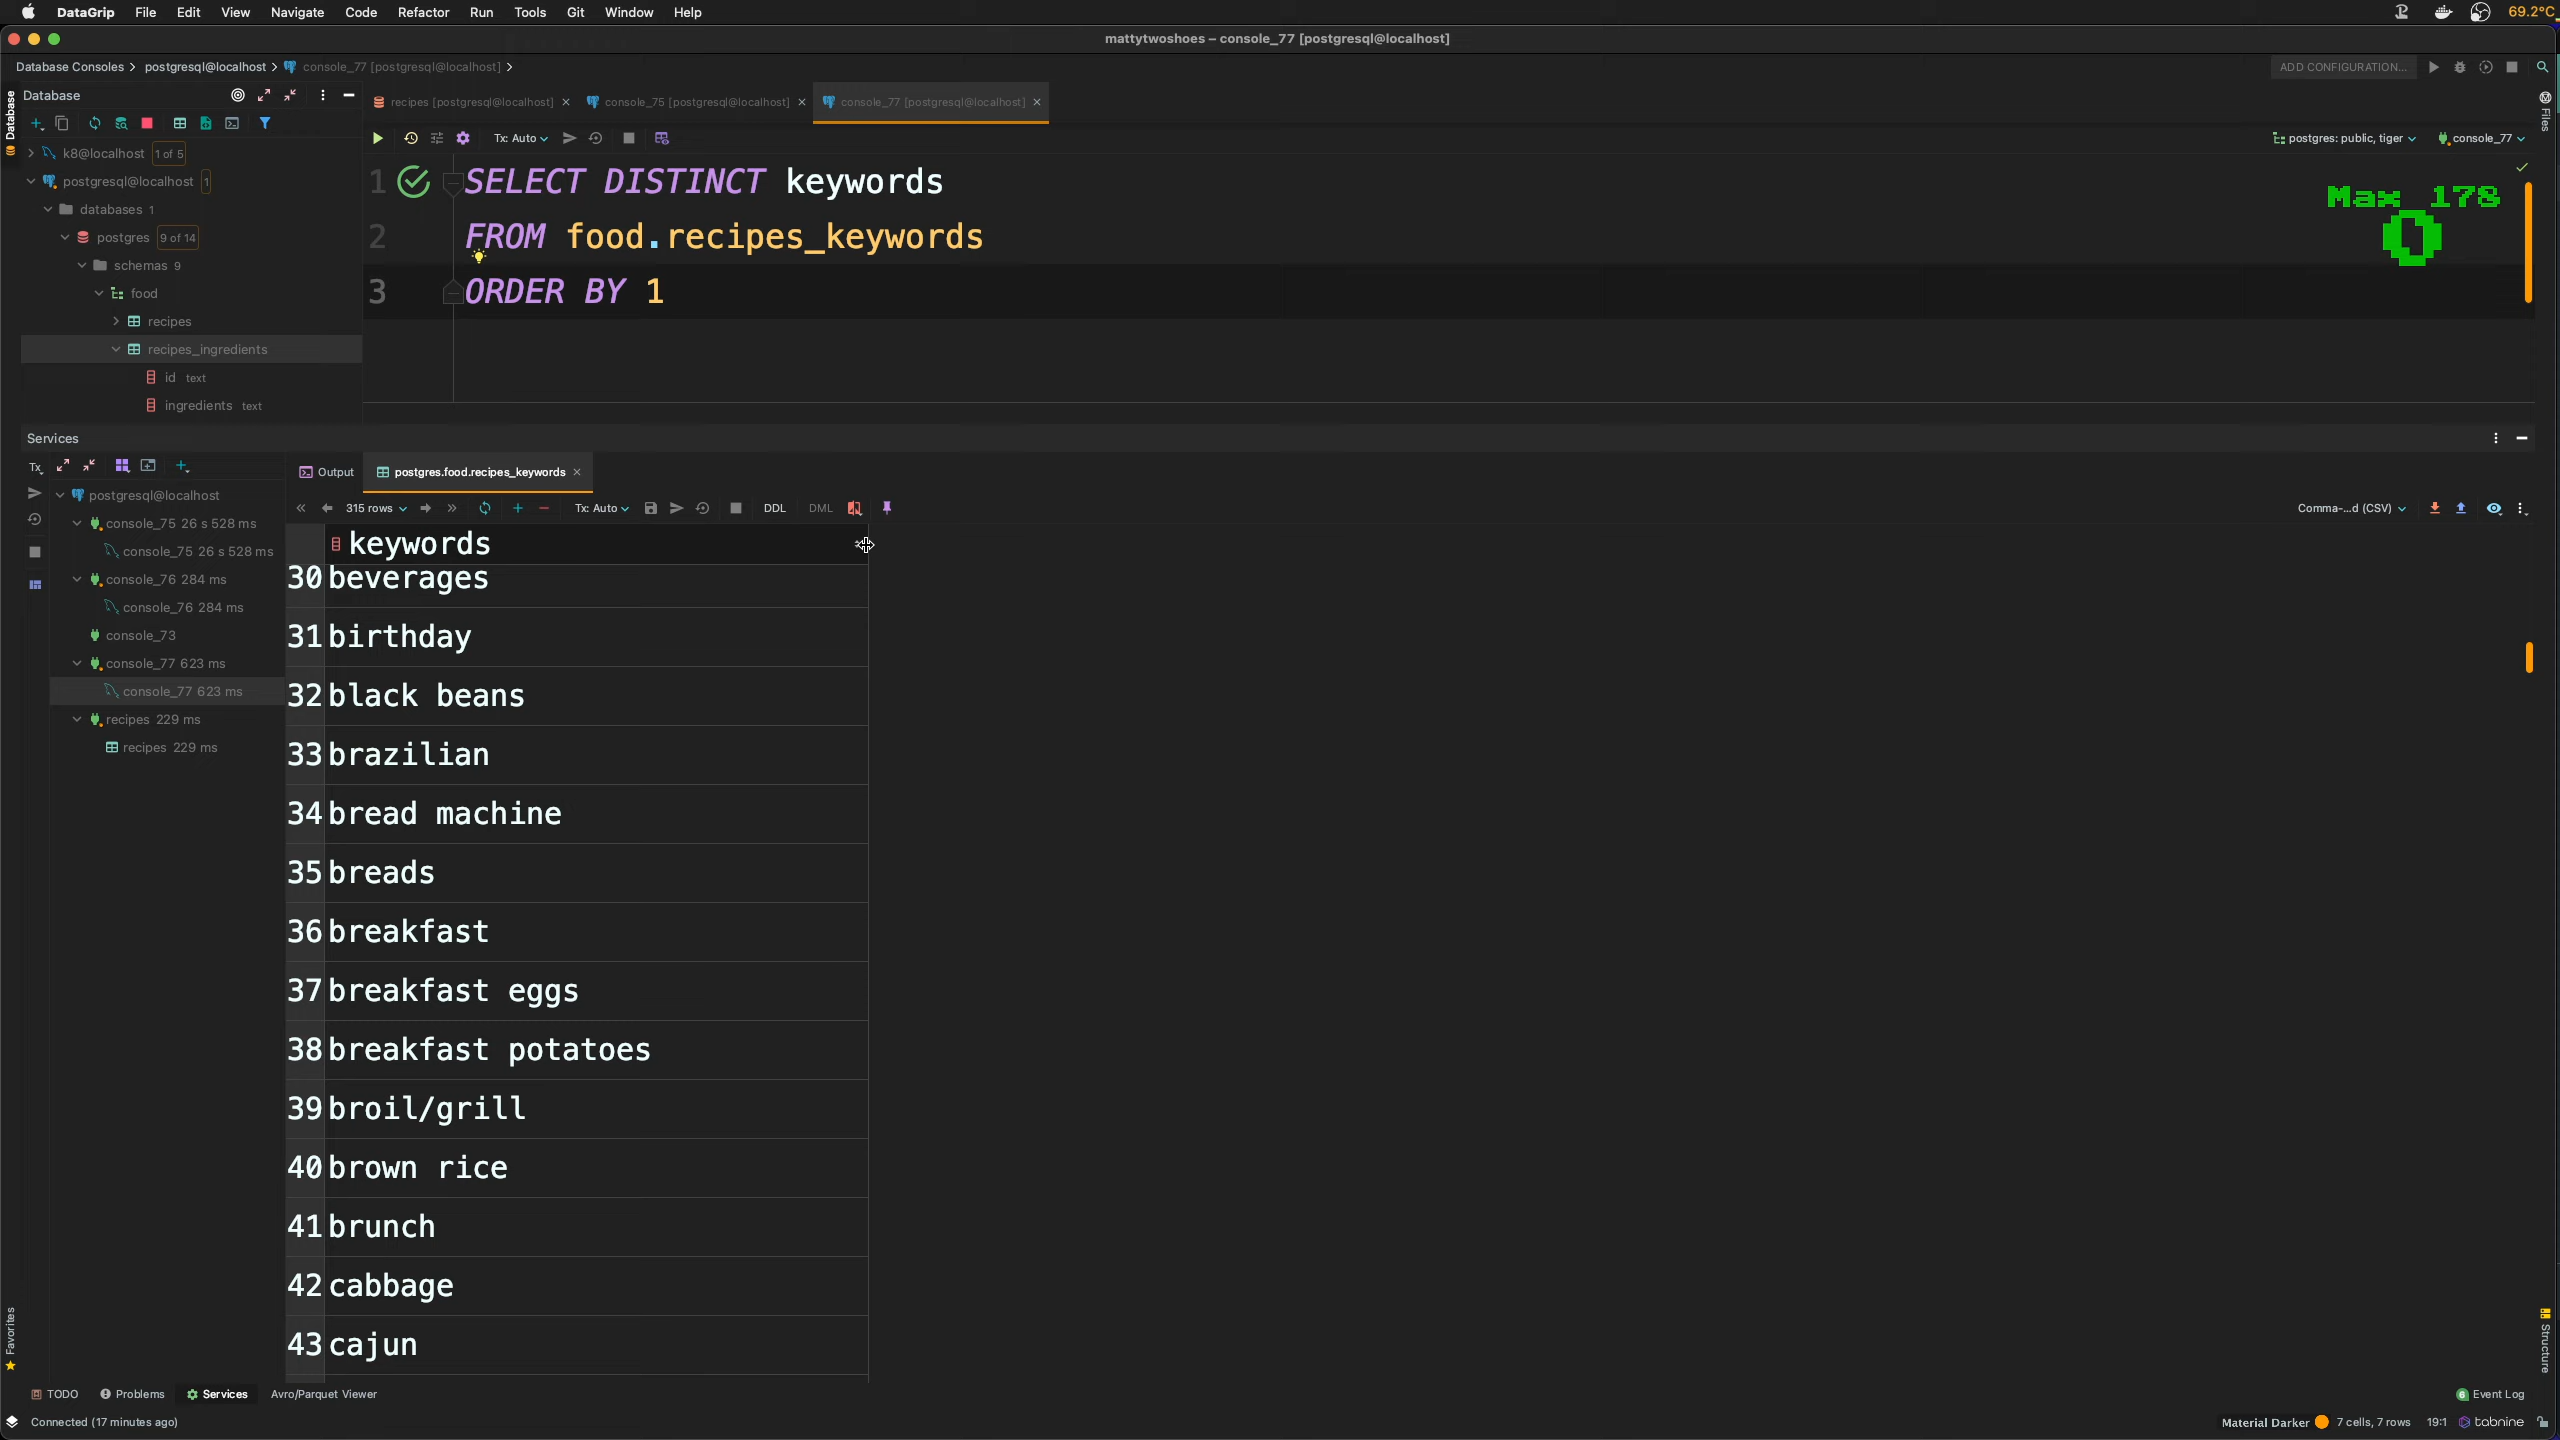 DataGrip File Edit View Navigate Code Refactor Run Tools Git Window Help
69.2°C
mattytwoshoes – console_77 [postgresql@localhost]
Database Consoles postgresql@localhost console_77 [postgresql@localhost]
ADD CONFIGURATION...
Database
Database
Files
recipes [postgresql@localhost] console_75 [postgresql@localhost] console_77 [postgresql@localhost]
Tx: Auto
postgres: public, tiger console_77
k8@localhost 1 of 5
postgresql@localhost 1
databases 1
postgres 9 of 14
schemas 9
food
recipes
recipes_ingredients
id text
ingredients text
1 SELECT DISTINCT keywords
2 FROM food.recipes_keywords
3 ORDER BY 1
Max 178
0
Services
Tx
postgresql@localhost
console_75 26 s 528 ms
console_75 26 s 528 ms
console_76 284 ms
console_76 284 ms
console_73
console_77 623 ms
console_77 623 ms
recipes 229 ms
recipes 229 ms
Output postgres.food.recipes_keywords
315 rows Tx: Auto DDL DML Comma-...d (CSV)
keywords
30 beverages
31 birthday
32 black beans
33 brazilian
34 bread machine
35 breads
36 breakfast
37 breakfast eggs
38 breakfast potatoes
39 broil/grill
40 brown rice
41 brunch
42 cabbage
43 cajun
Favorites
Structure
TODO Problems Services Avro/Parquet Viewer
6 Event Log
Connected (17 minutes ago)
Material Darker 7 cells, 7 rows 19:1 tabnine